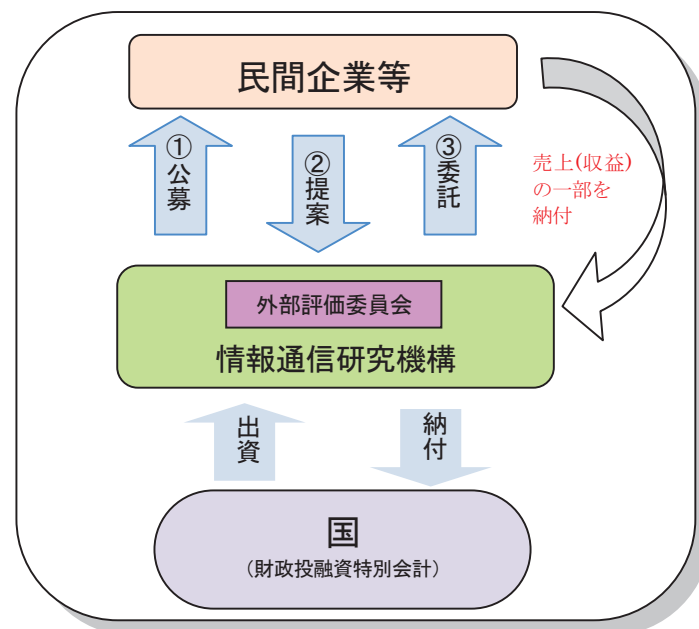 民間企業等
①公募
②提案
③委託
売上(収益)
の一部を
納付
外部評価委員会
情報通信研究機構
出資
納付
国
(財政投融資特別会計)